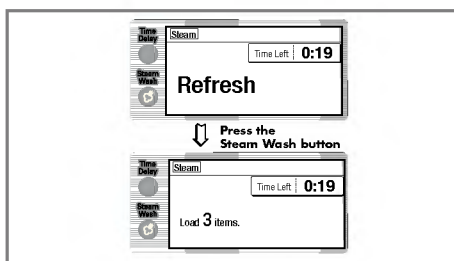 Time
Delay
Steam
Time Left 0:19
Steam
Wash
Refresh
Press the
Steam Wash button
Time
Delay
Steam
Time Left 0:19
Steam
Wash
Load 3 items.